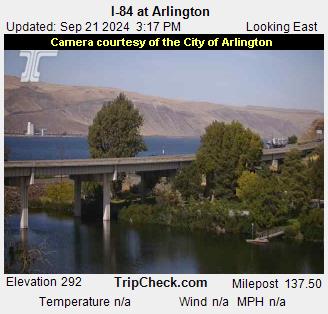 I-84 at Arlington
Updated: Sep 21 2024 3:17 PM Looking East
Camera courtesy of the City of Arlington
Elevation 292 TripCheck.com Milepost 137.50
Temperature n/a Wind n/a MPH n/a